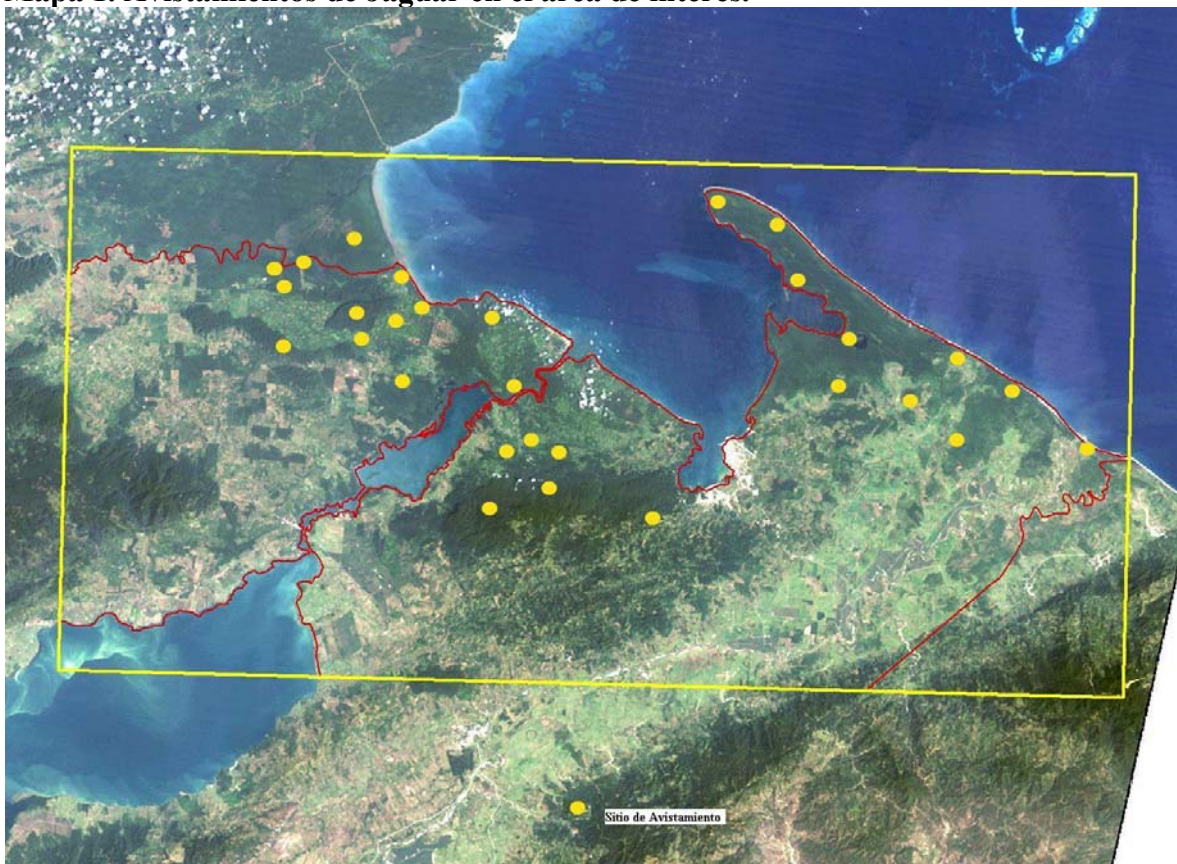 Mapa 1. Avistamientos de Jaguar en el área de interés.
Sitio de Avistamiento